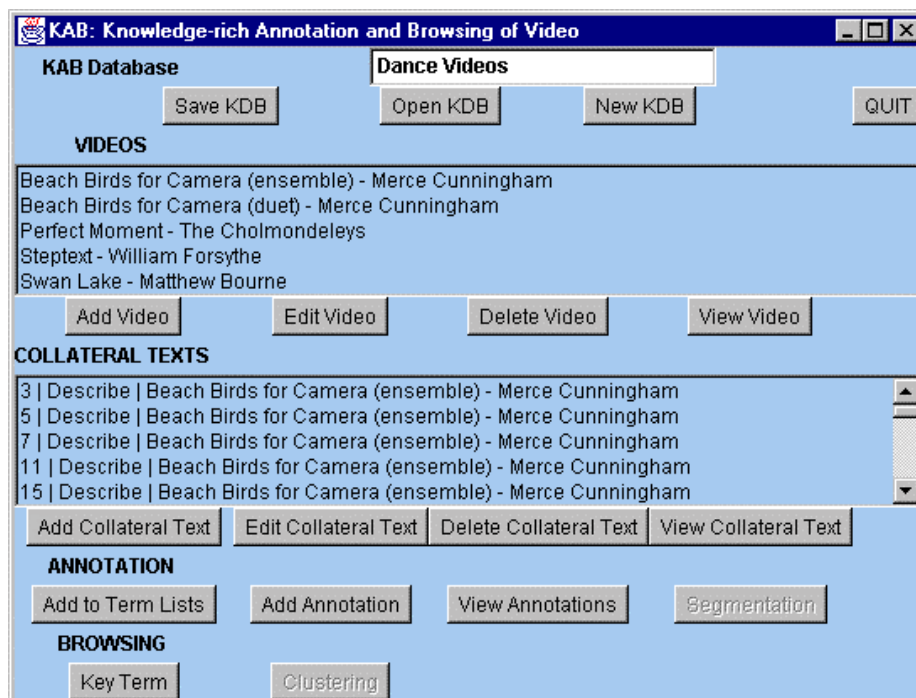 KAB: Knowledge-rich Annotation and Browsing of Video
KAB Database Dance Videos
Save KDB Open KDB New KDB QUIT
VIDEOS
Beach Birds for Camera (ensemble) - Merce Cunningham
Beach Birds for Camera (duet) - Merce Cunningham
Perfect Moment - The Cholmondeleys
Steptext - William Forsythe
Swan Lake - Matthew Bourne
Add Video Edit Video Delete Video View Video
COLLATERAL TEXTS
3 | Describe | Beach Birds for Camera (ensemble) - Merce Cunningham
5 | Describe | Beach Birds for Camera (ensemble) - Merce Cunningham
7 | Describe | Beach Birds for Camera (ensemble) - Merce Cunningham
11 | Describe | Beach Birds for Camera (ensemble) - Merce Cunningham
15 | Describe | Beach Birds for Camera (ensemble) - Merce Cunningham
Add Collateral Text Edit Collateral Text Delete Collateral Text View Collateral Text
ANNOTATION
Add to Term Lists Add Annotation View Annotations Segmentation
BROWSING
Key Term Clustering